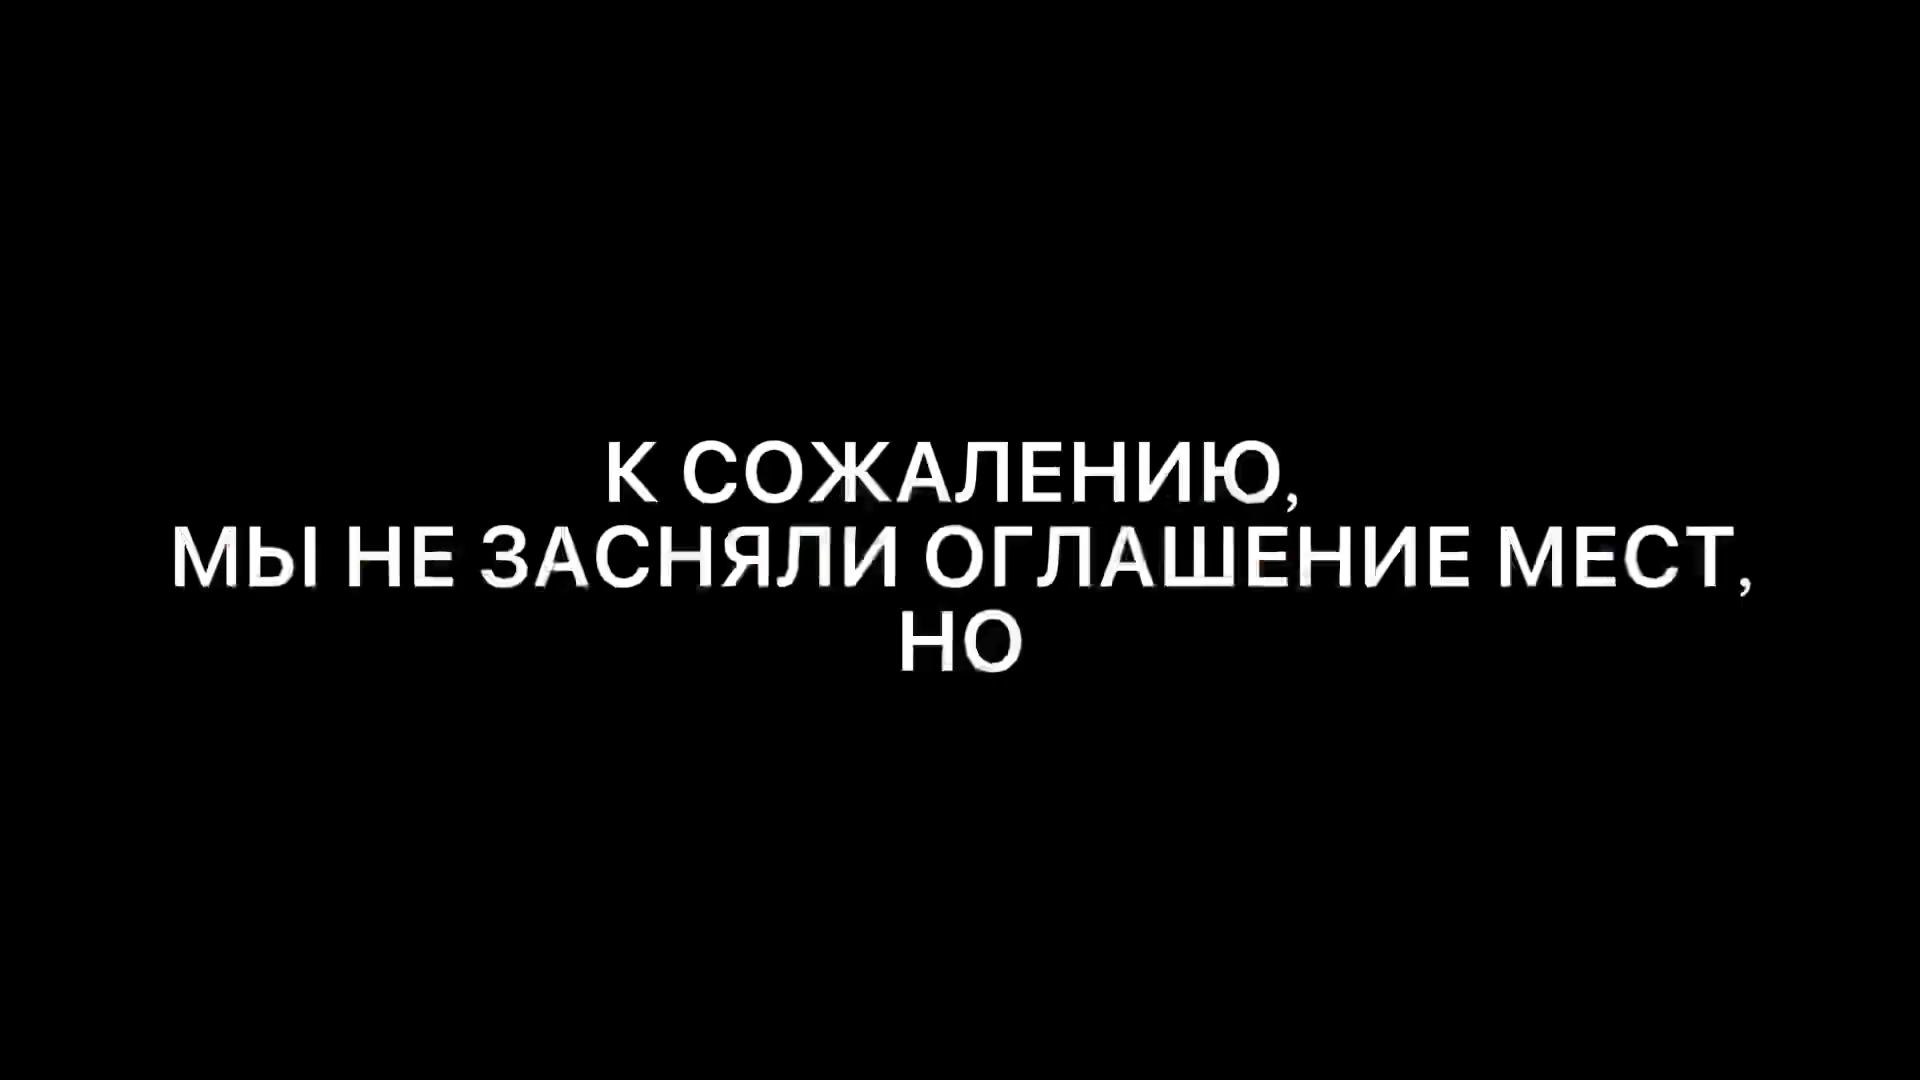 К СОЖАЛЕНИЮ,
МЫ НЕ ЗАСНЯЛИ ОГЛАШЕНИЕ МЕСТ,
НО